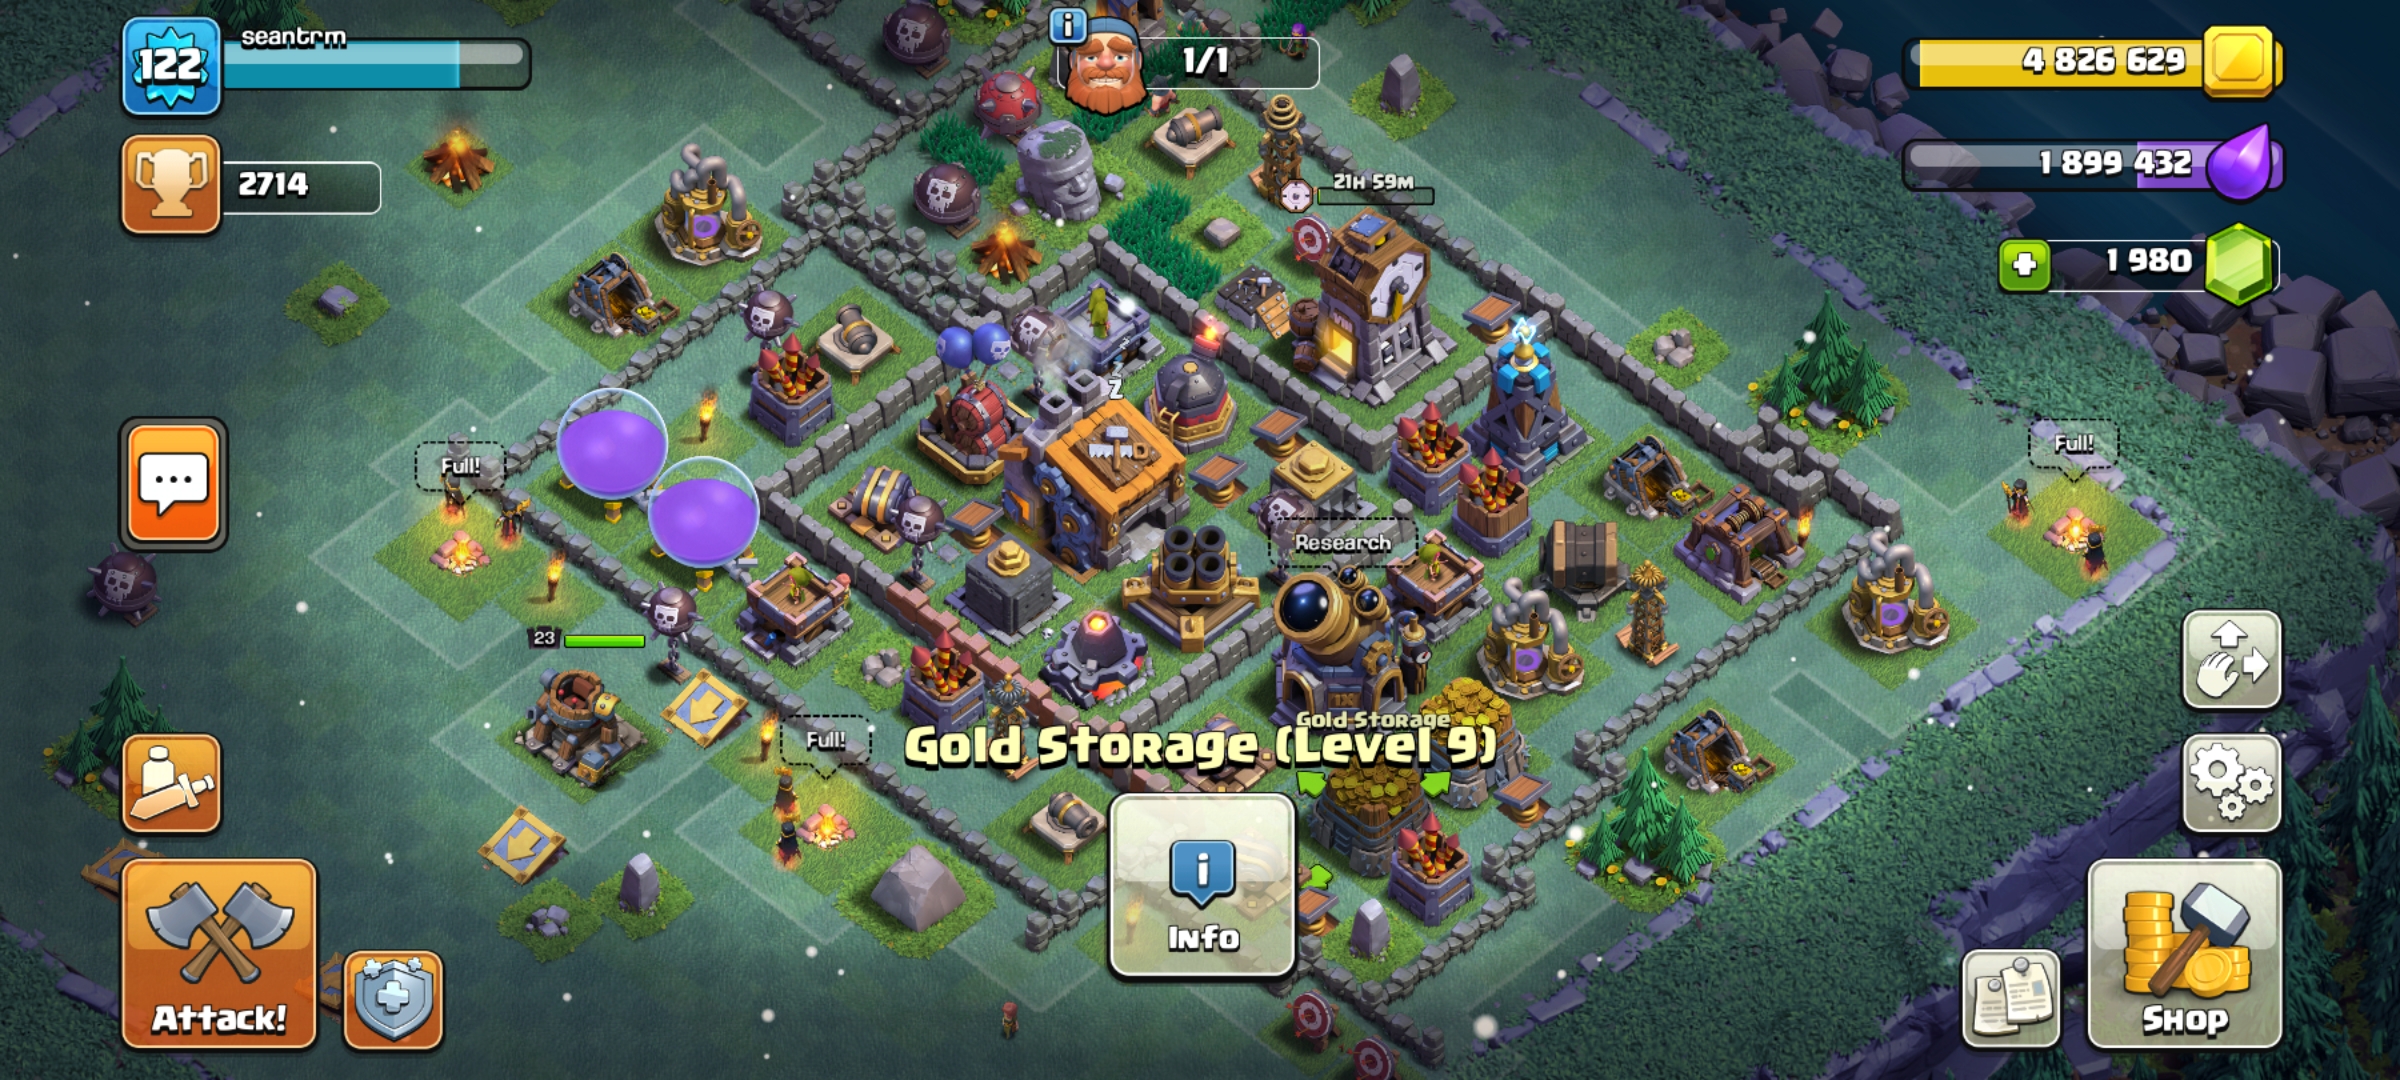 122
seantrm
1/1
4 826 629
2714
21H 59M
1 899 432
1 980
Full!
Full!
z
z
Z
Research
23
Full!
Gold Storage
Gold Storage (Level 9)
Info
Attack!
Shop